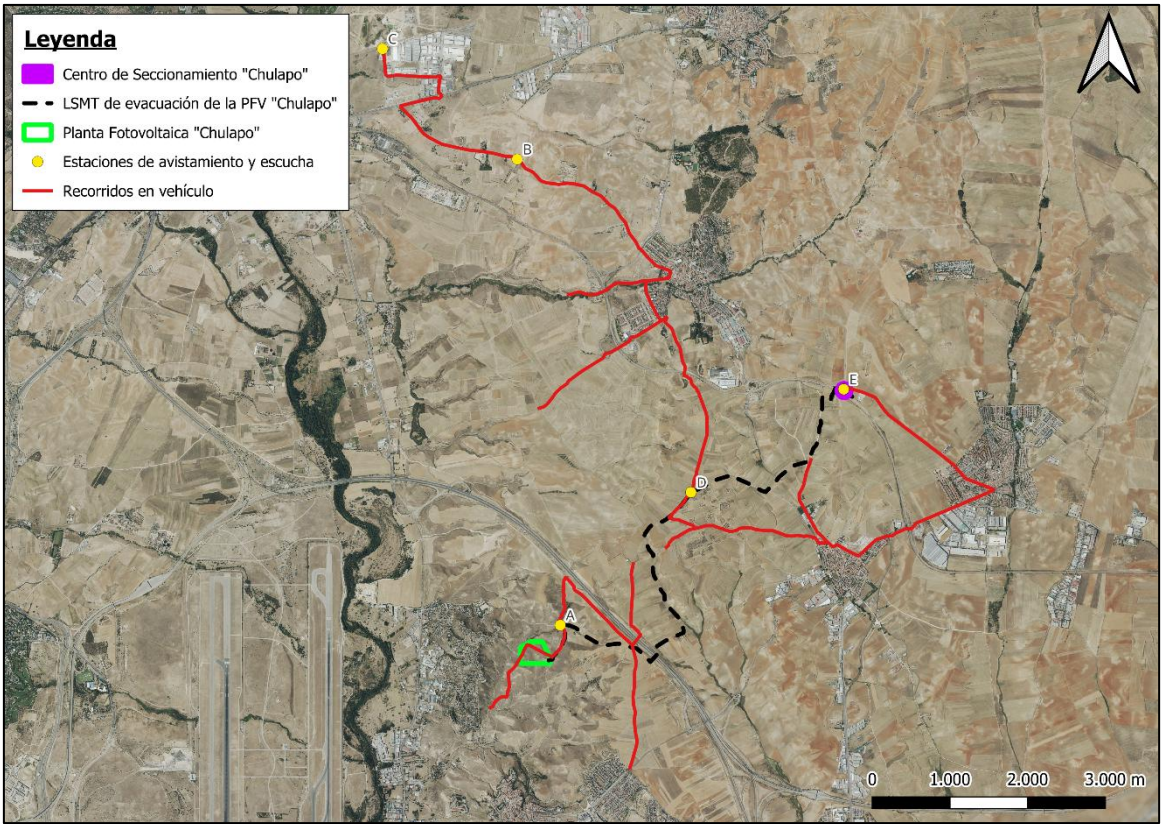 Leyenda
Centro de Seccionamiento "Chulapo"
LSMT de evacuación de la PFV "Chulapo"
Planta Fotovoltaica "Chulapo"
Estaciones de avistamiento y escucha
Recorridos en vehículo
C
B
E
D
A
0 1.000 2.000 3.000 m